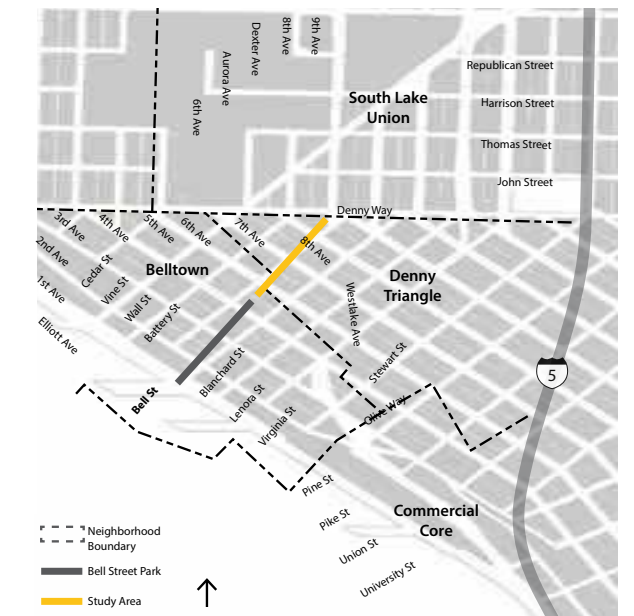 9th Ave
8th Ave
Dexter Ave
Aurora Ave
6th Ave
Republican Street
South Lake
Union
Harrison Street
Thomas Street
John Street
Denny Way
3rd Ave
4th Ave
5th Ave
6th Ave
7th Ave
8th Ave
2nd Ave
1st Ave
Elliott Ave
Cedar St
Vine St
Wall St
Battery St
Belltown
Denny
Triangle
Westlake Ave
Stewart St
5
Bell St
Blanchard St
Lenora St
Virginia St
Olive Way
Pine St
Pike St
Union St
University St
Commercial
Core
Neighborhood
Boundary
Bell Street Park
Study Area